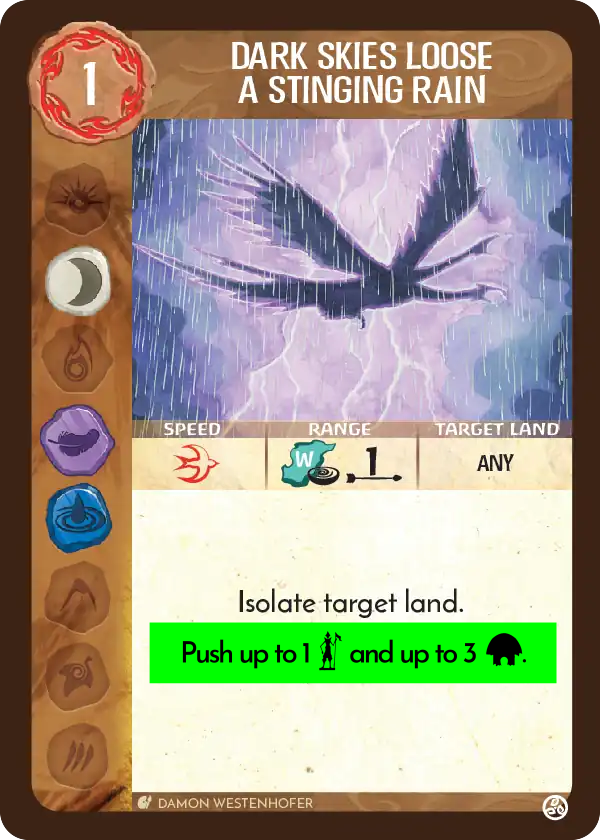 1
DARK SKIES LOOSE
A STINGING RAIN
SPEED RANGE TARGET LAND
W 1 ANY
Isolate target land.
Push up to 1 and up to 3 .
DAMON WESTENHOFER